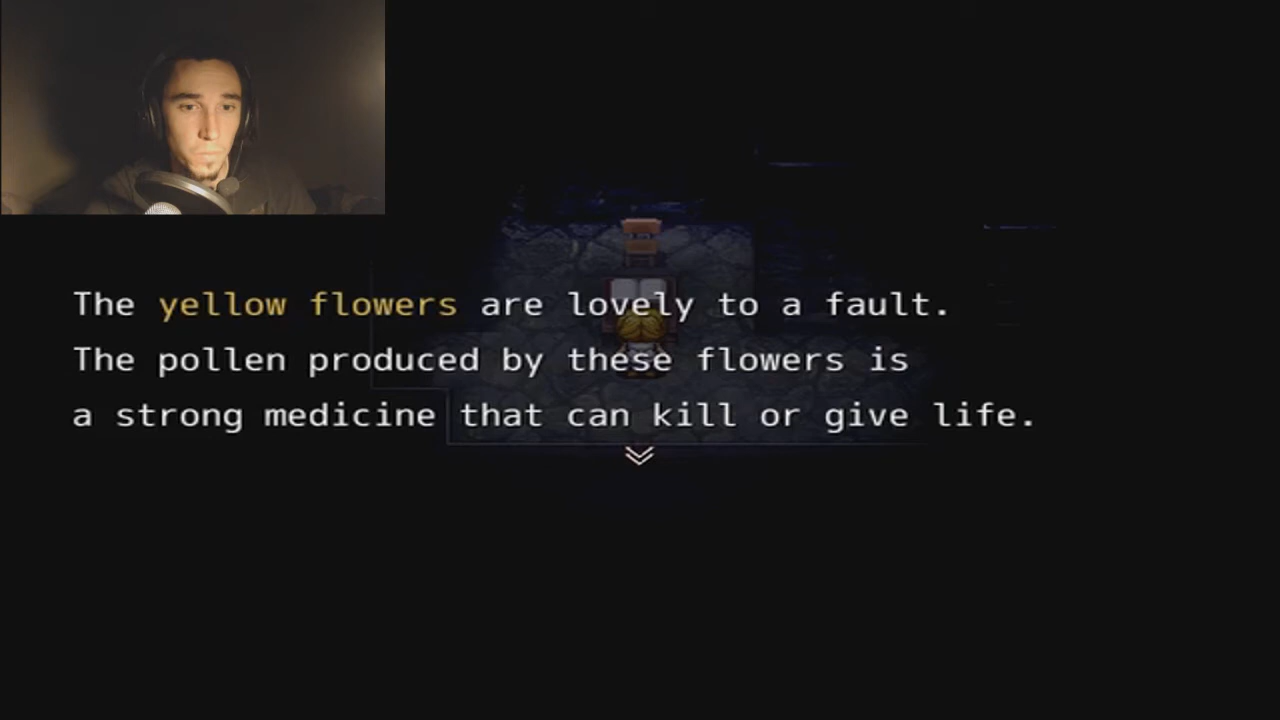 The yellow flowers are lovely to a fault.
The pollen produced by these flowers is
a strong medicine that can kill or give life.